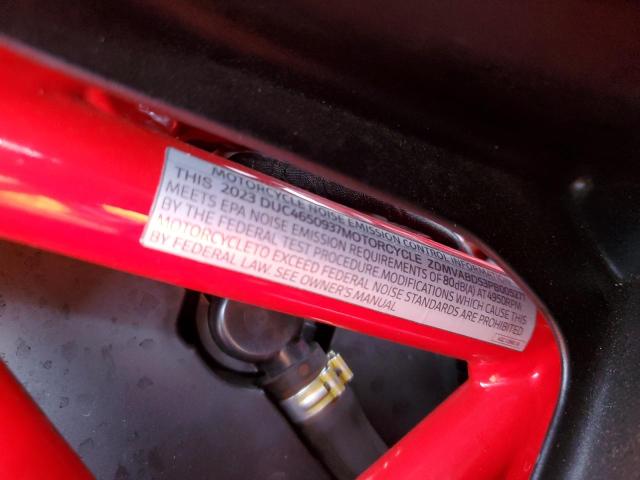 MOTORCYCLE NOISE EMISSION CONTROL INFORMATION
THIS 2023 DUC4650937MOTORCYCLE
MEETS EPA NOISE EMISSION REQUIREMENTS OF 80dB(A) AT 4950RPM
BY THE FEDERAL TEST PROCEDURE.MODIFICATIONS WHICH CAUSE THIS
MOTORCYCLETO EXCEED FEDERAL NOISE STANDARDS ARE PROHIBITED
BY FEDERAL LAW. SEE OWNER'S MANUAL